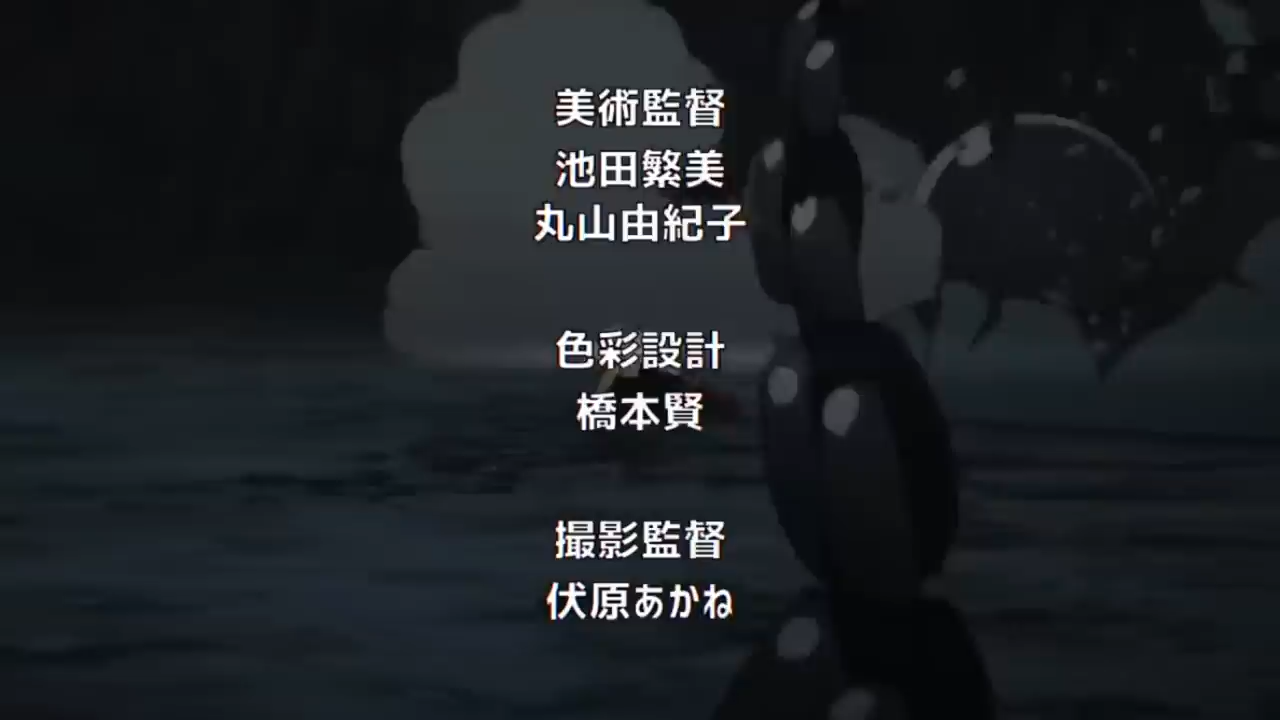 美術監督
池田繁美
丸山由紀子
色彩設計
橋本賢
撮影監督
伏原あかね